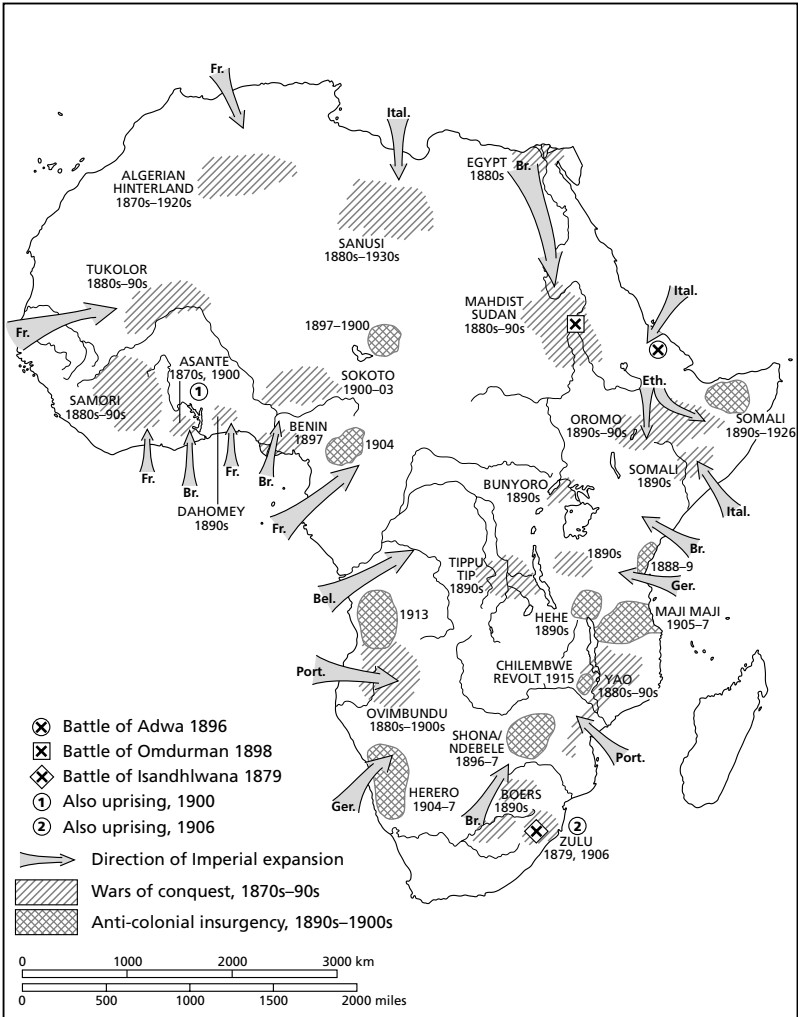 Fr.
Ital.
EGYPT
1880s
Br.
ALGERIAN
HINTERLAND
1870s–1920s
SANUSI
1880s–1930s
TUKOLOR
1880s–90s
Fr.
MAHDIST
SUDAN
1880s–90s
Ital.
1897–1900
ASANTE
1870s, 1900
1
SAMORI
1880s–90s
SOKOTO
1900–03
Eth.
OROMO
1890s–90s
SOMALI
1890s–1926
BENIN
1897
1904
SOMALI
1890s
Fr.
Br.
Fr.
Br.
DAHOMEY
1890s
Fr.
BUNYORO
1890s
Ital.
Br.
1890s
1888–9
Ger.
TIPPU
TIP
1890s
Bel.
1913
HEHE
1890s
MAJI MAJI
1905–7
Port.
CHILEMBWE
REVOLT 1915
YAO
1880s–90s
OVIMBUNDU
1880s–1900s
SHONA/
NDEBELE
1896–7
Port.
Ger.
HERERO
1904–7
Br.
BOERS
1890s
2
ZULU
1879, 1906
Battle of Adwa 1896
Battle of Omdurman 1898
Battle of Isandhlwana 1879
1 Also uprising, 1900
2 Also uprising, 1906
Direction of Imperial expansion
Wars of conquest, 1870s–90s
Anti-colonial insurgency, 1890s–1900s
0 1000 2000 3000 km
0 500 1000 1500 2000 miles